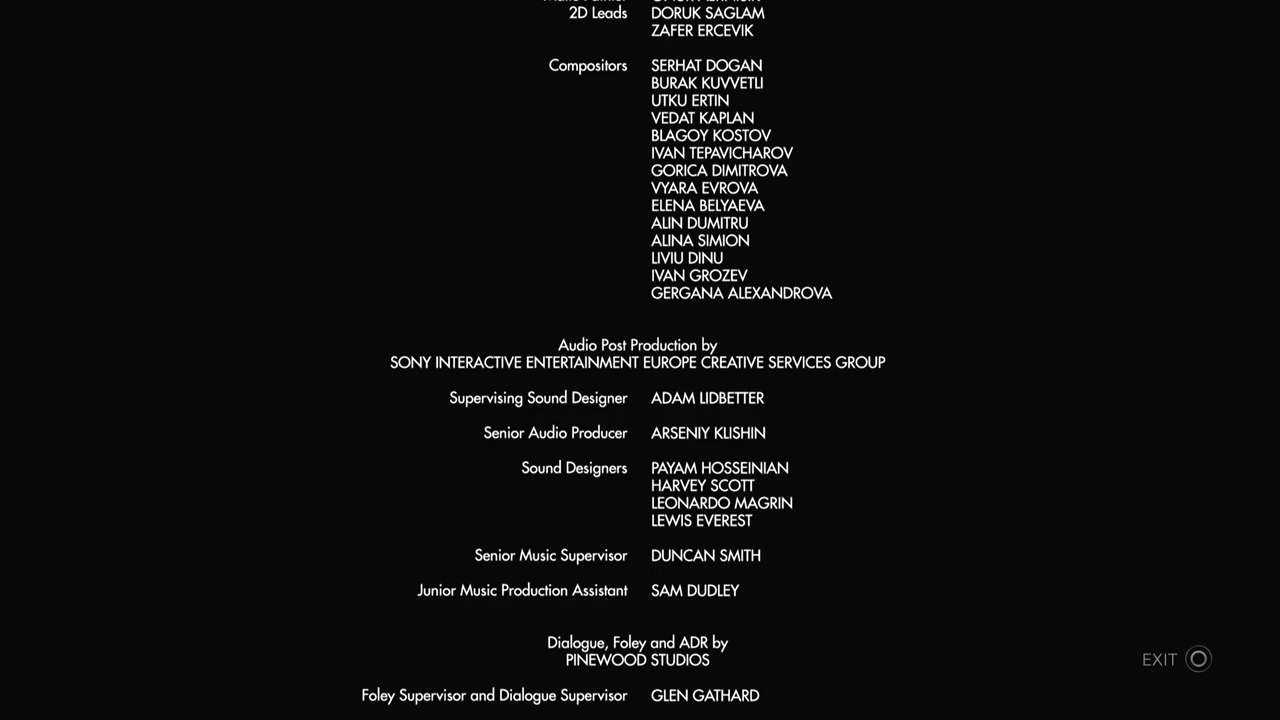 2D Leads DORUK SAGLAM
ZAFER ERCEVIK
Compositors SERHAT DOGAN
BURAK KUVVETLI
UTKU ERTIN
VEDAT KAPLAN
BLAGOY KOSTOV
IVAN TEPAVICHAROV
GORICA DIMITROVA
VYARA EVROVA
ELENA BELYAEVA
ALIN DUMITRU
ALINA SIMION
LIVIU DINU
IVAN GROZEV
GERGANA ALEXANDROVA
Audio Post Production by
SONY INTERACTIVE ENTERTAINMENT EUROPE CREATIVE SERVICES GROUP
Supervising Sound Designer ADAM LIDBETTER
Senior Audio Producer ARSENIY KLISHIN
Sound Designers PAYAM HOSSEINIAN
HARVEY SCOTT
LEONARDO MAGRIN
LEWIS EVEREST
Senior Music Supervisor DUNCAN SMITH
Junior Music Production Assistant SAM DUDLEY
Dialogue, Foley and ADR by
PINEWOOD STUDIOS
EXIT
Foley Supervisor and Dialogue Supervisor GLEN GATHARD